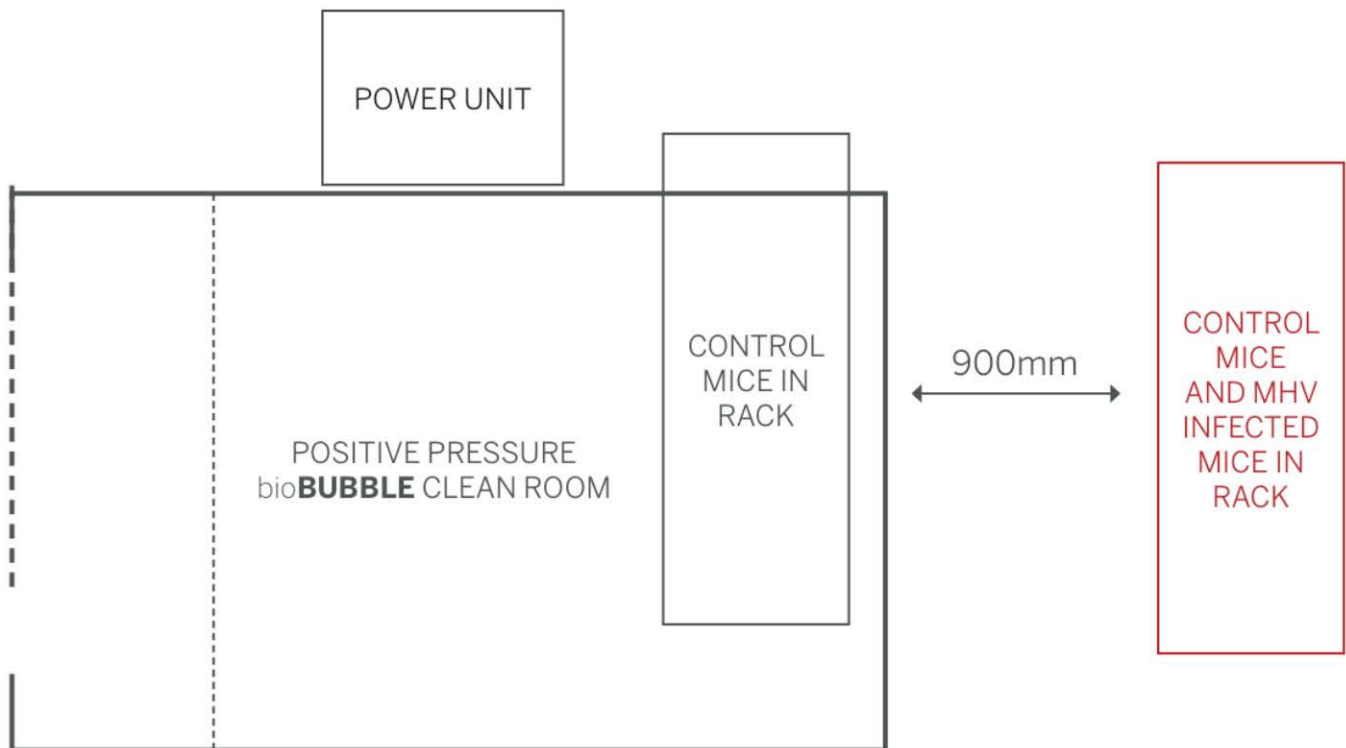 POWER UNIT
CONTROL
MICE IN
RACK
900mm
CONTROL
MICE
AND MHV
INFECTED
MICE IN
RACK
POSITIVE PRESSURE
bioBUBBLE CLEAN ROOM